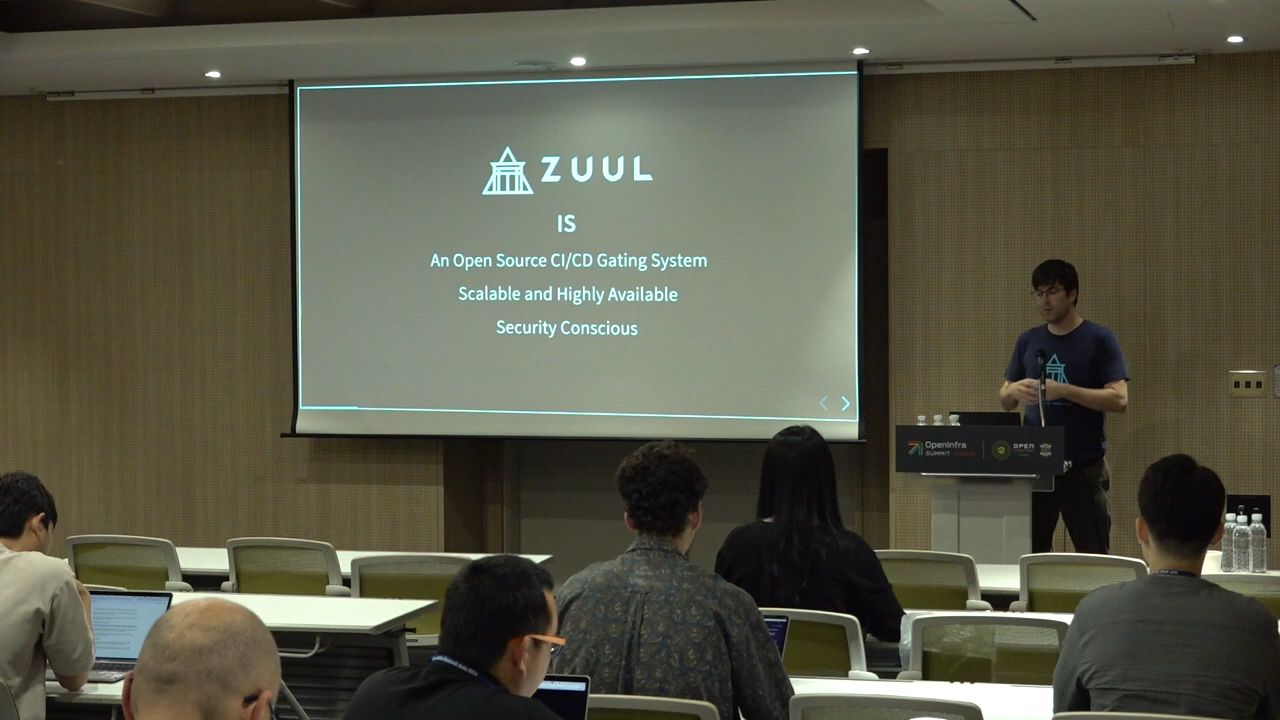 ZUUL
IS
An Open Source CI/CD Gating System
Scalable and Highly Available
Security Conscious
OpenInfra
SUMMIT
OPEN